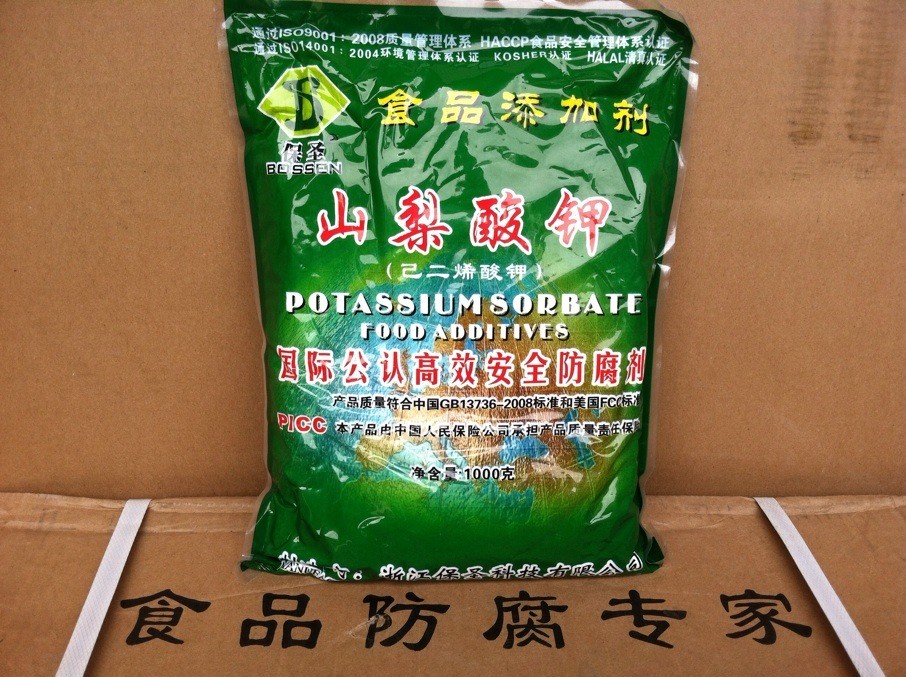 通过ISO9001：2008质量管理体系 HACCP食品安全管理体系认证
通过ISO14001：2004环境管理体系认证 KOSHER认证 HALAL清真认证
食品添加剂
保圣
BOSSEN
山梨酸钾
(己二烯酸钾)
POTASSIUM SORBATE
FOOD ADDITIVES
国际公认高效安全防腐剂
产品质量符合中国GB13736-2008标准和美国FCC标准
PICC 本产品由中国人民保险公司承担产品质量责任保险
净含量:1000克
浙江保圣科技有限公司
食品防腐专家